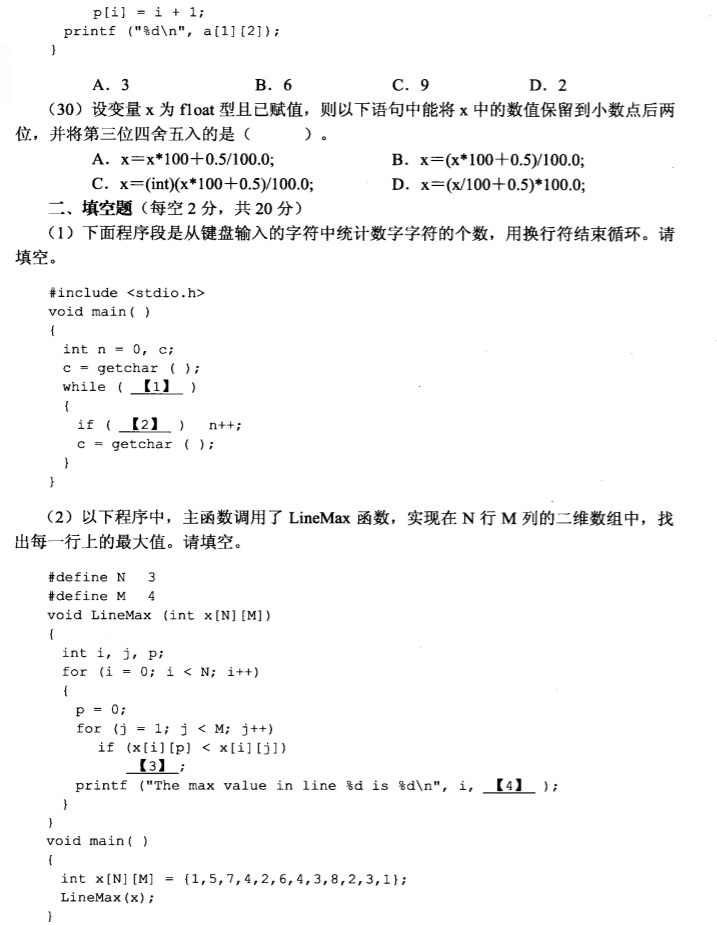 p[i] = i + 1;
printf ("%d\n", a[1][2]);
}
A. 3 B. 6 C. 9 D. 2
（30）设变量 x 为 float 型且已赋值，则以下语句中能将 x 中的数值保留到小数点后两
位，并将第三位四舍五入的是（ ）。
A. x＝x*100＋0.5/100.0; B. x＝(x*100＋0.5)/100.0;
C. x＝(int)(x*100＋0.5)/100.0; D. x＝(x/100＋0.5)*100.0;
二、填空题（每空 2 分，共 20 分）
（1）下面程序段是从键盘输入的字符中统计数字字符的个数，用换行符结束循环。请
填空。
#include <stdio.h>
void main( )
{
int n = 0, c;
c = getchar ( );
while ( 【1】 )
{
if ( 【2】 ) n++;
c = getchar ( );
}
}
（2）以下程序中，主函数调用了 LineMax 函数，实现在 N 行 M 列的二维数组中，找
出每一行上的最大值。请填空。
#define N 3
#define M 4
void LineMax (int x[N][M])
{
int i, j, p;
for (i = 0; i < N; i++)
{
p = 0;
for (j = 1; j < M; j++)
if (x[i][p] < x[i][j])
【3】 ;
printf ("The max value in line %d is %d\n", i, 【4】 );
}
}
void main( )
{
int x[N][M] = {1,5,7,4,2,6,4,3,8,2,3,1};
LineMax(x);
}